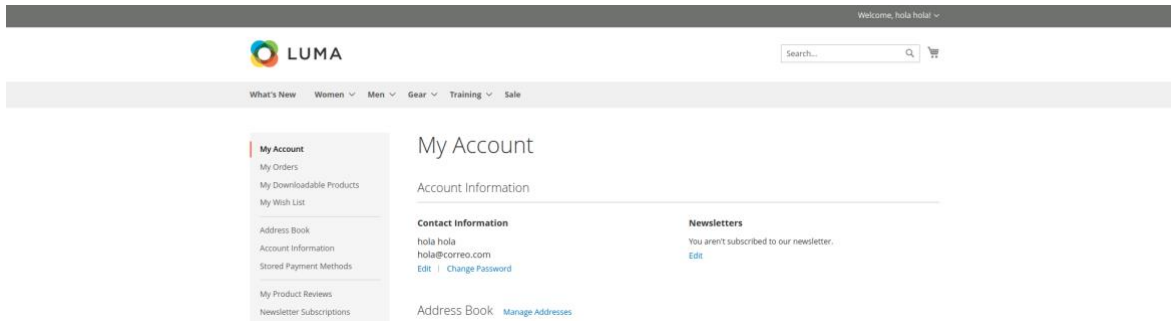 Welcome, hola hola!
LUMA
Search...
What's New Women Men Gear Training Sale
My Account
My Orders
My Downloadable Products
My Wish List
Address Book
Account Information
Stored Payment Methods
My Product Reviews
Newsletter Subscriptions
My Account
Account Information
Contact Information
hola hola
hola@correo.com
Edit | Change Password
Newsletters
You aren't subscribed to our newsletter.
Edit
Address Book Manage Addresses